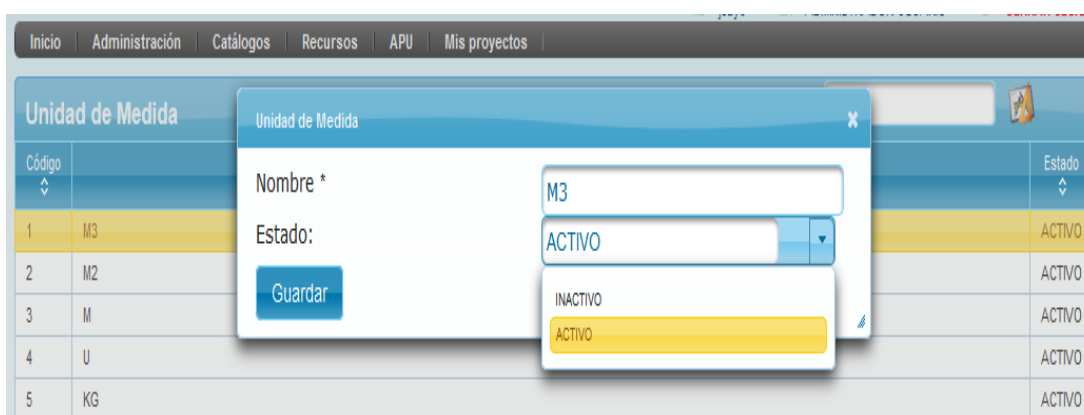 Inicio Administración Catálogos Recursos APU Mis proyectos
Unidad de Medida
Código Estado
1 M3 ACTIVO
2 M2 ACTIVO
3 M ACTIVO
4 U ACTIVO
5 KG ACTIVO
Unidad de Medida
Nombre * M3
Estado: ACTIVO
INACTIVO
ACTIVO
Guardar